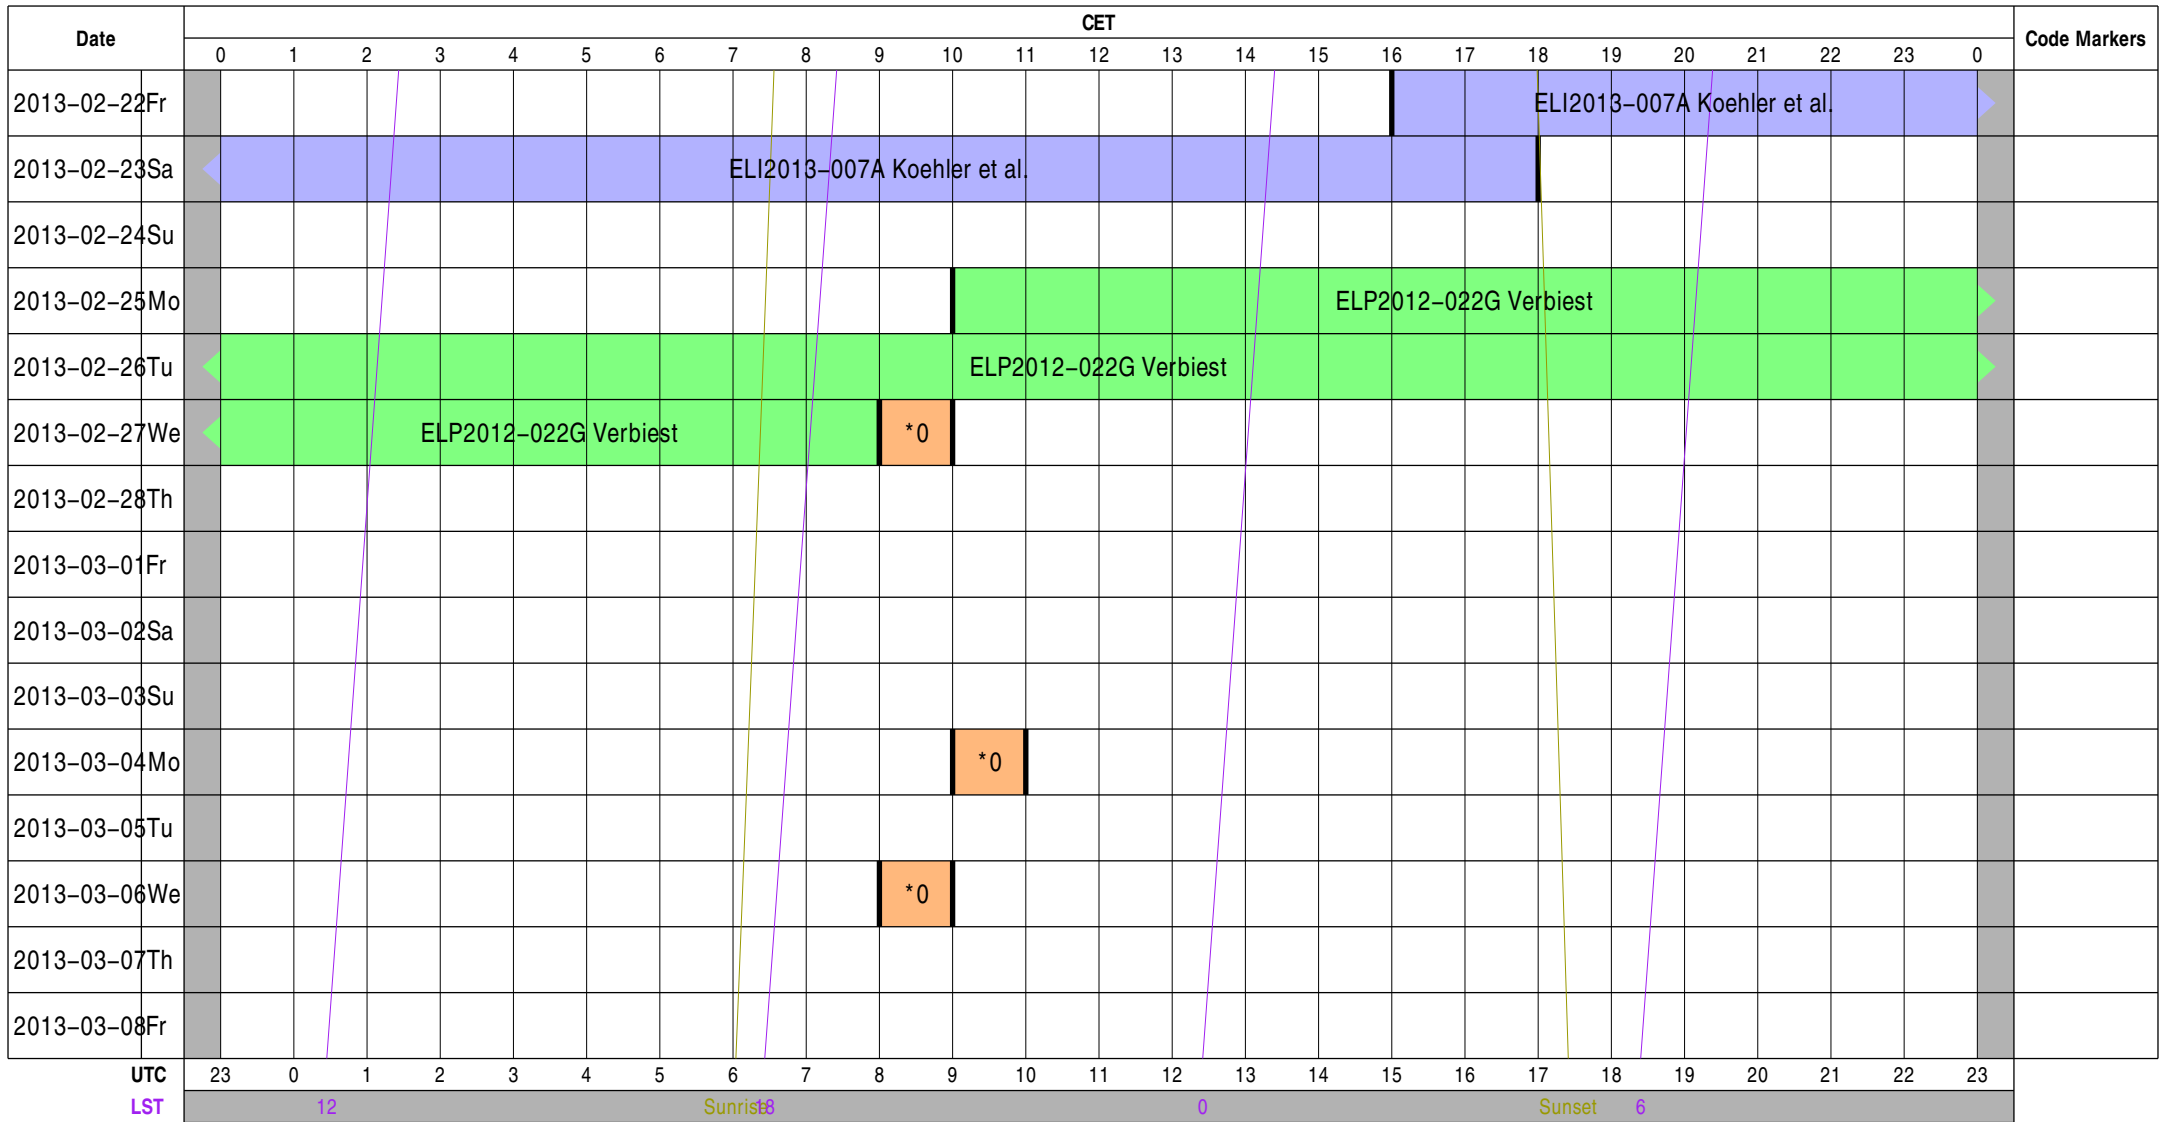 Date CET Code Markers
0 1 2 3 4 5 6 7 8 9 10 11 12 13 14 15 16 17 18 19 20 21 22 23 0
2013-02-22Fr ELI2013-007A Koehler et al.
2013-02-23Sa ELI2013-007A Koehler et al.
2013-02-24Su
2013-02-25Mo ELP2012-022G Verbiest
2013-02-26Tu ELP2012-022G Verbiest
2013-02-27We ELP2012-022G Verbiest *0
2013-02-28Th
2013-03-01Fr
2013-03-02Sa
2013-03-03Su
2013-03-04Mo *0
2013-03-05Tu
2013-03-06We *0
2013-03-07Th
2013-03-08Fr
UTC 23 0 1 2 3 4 5 6 7 8 9 10 11 12 13 14 15 16 17 18 19 20 21 22 23
LST 12 Sunrise 18 0 Sunset 6